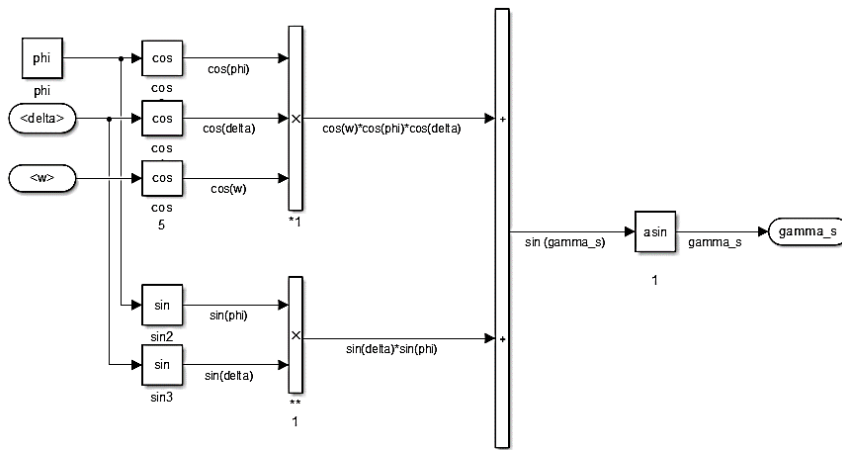 phi
phi
cos
cos(phi)
cos
<delta>
cos
cos(delta)
×
cos(w)*cos(phi)*cos(delta)
+
cos
<w>
cos
cos(w)
cos
5
*1
sin (gamma_s)
asin
gamma_s
gamma_s
1
sin
sin(phi)
sin2
×
sin(delta)*sin(phi)
+
sin
sin(delta)
sin3
**
1